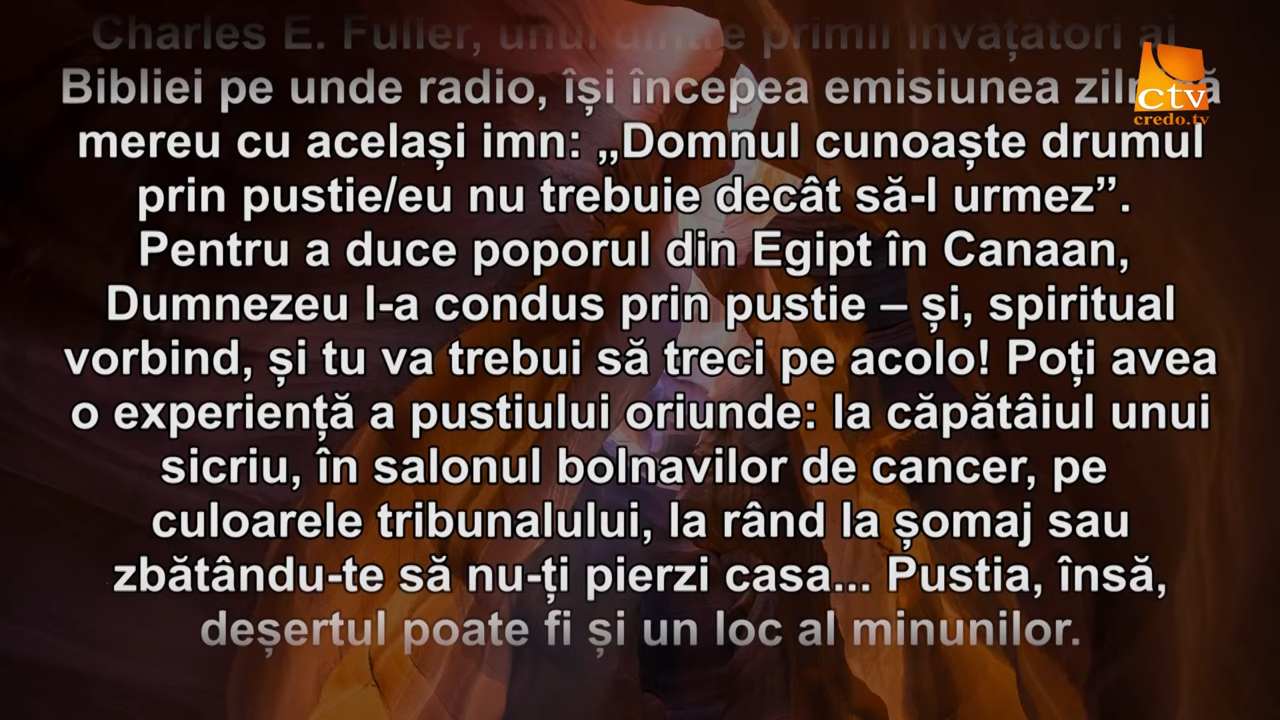 Charles E. Fuller, unul dintre primii învățători ai
Bibliei pe unde radio, își începea emisiunea zilnică
mereu cu același imn: „Domnul cunoaște drumul
prin pustie/eu nu trebuie decât să-l urmez”.
Pentru a duce poporul din Egipt în Canaan,
Dumnezeu l-a condus prin pustie – și, spiritual
vorbind, și tu va trebui să treci pe acolo! Poți avea
o experiență a pustiului oriunde: la căpătâiul unui
sicriu, în salonul bolnavilor de cancer, pe
culoarele tribunalului, la rând la șomaj sau
zbătându-te să nu-ți pierzi casa... Pustia, însă,
deșertul poate fi și un loc al minunilor.
ctv
credo.tv